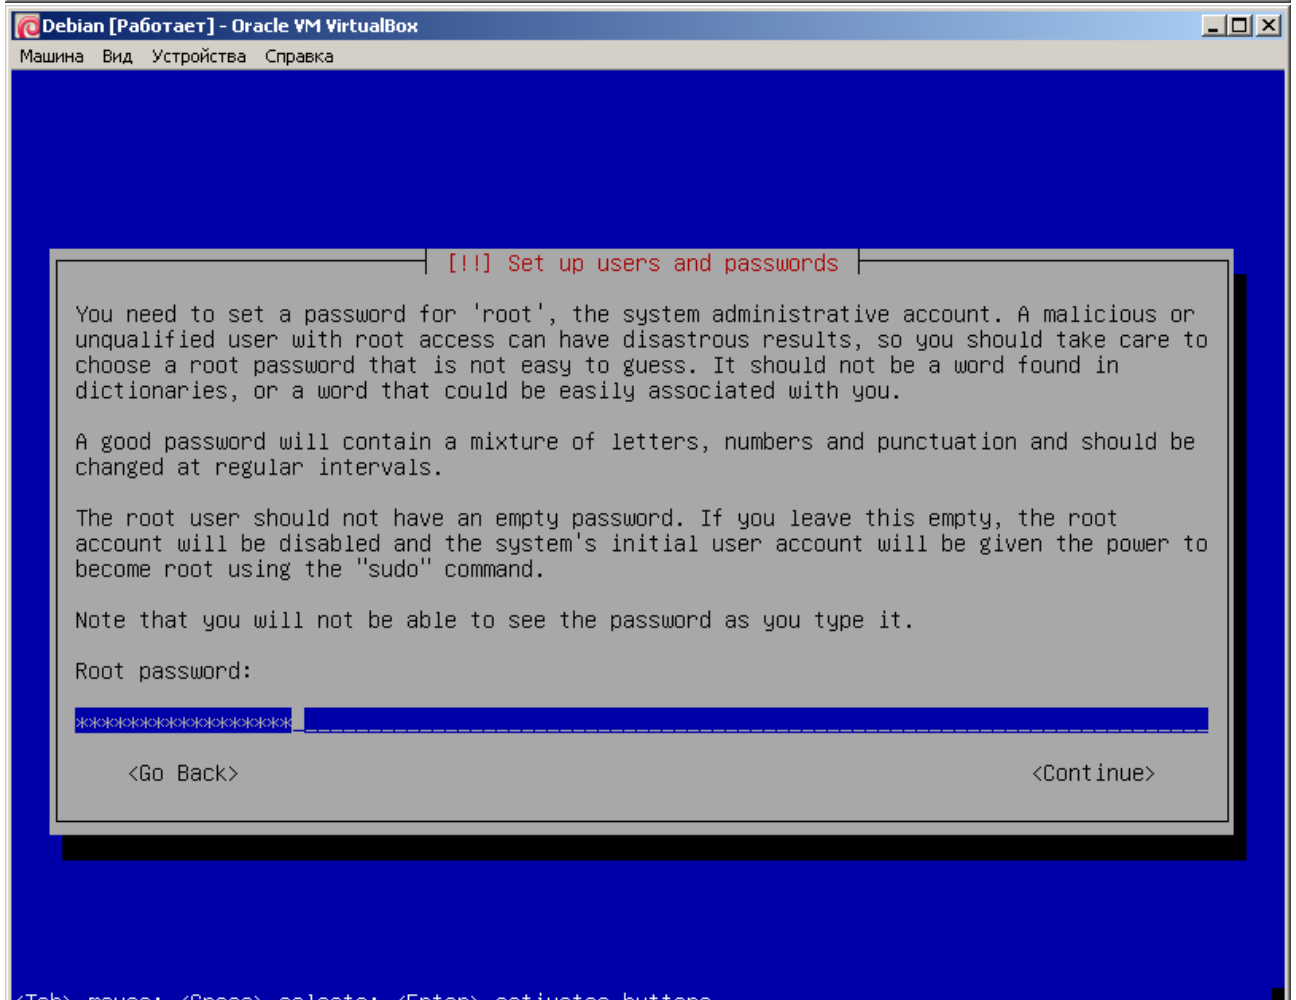 Debian [Работает] - Oracle VM VirtualBox
Машина Вид Устройства Справка
[!!] Set up users and passwords
You need to set a password for 'root', the system administrative account. A malicious or
unqualified user with root access can have disastrous results, so you should take care to
choose a root password that is not easy to guess. It should not be a word found in
dictionaries, or a word that could be easily associated with you.
A good password will contain a mixture of letters, numbers and punctuation and should be
changed at regular intervals.
The root user should not have an empty password. If you leave this empty, the root
account will be disabled and the system's initial user account will be given the power to
become root using the "sudo" command.
Note that you will not be able to see the password as you type it.
Root password:
*****************
<Go Back> <Continue>
<Tab> moves; <Space> selects; <Enter> activates buttons